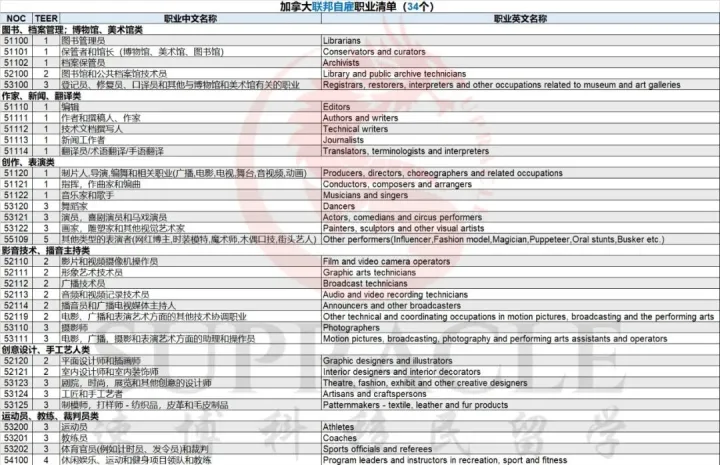 加拿大联邦自雇职业清单（34个）
NOC TEER 职业中文名称 职业英文名称
图书、档案管理；博物馆、美术馆类
51100 1 图书管理员 Librarians
51101 1 保管者和馆长（博物馆、美术馆、图书馆） Conservators and curators
51102 1 档案保管员 Archivists
52100 2 图书馆和公共档案馆技术员 Library and public archive technicians
53100 3 登记员、修复员、口译员和其他与博物馆和美术馆有关的职业 Registrars, restorers, interpreters and other occupations related to museum and art galleries
作家、新闻、翻译类
51110 1 编辑 Editors
51111 1 作者和撰稿人、作家 Authors and writers
51112 1 技术文档撰写人 Technical writers
51113 1 新闻工作者 Journalists
51114 1 翻译员/术语翻译/手语翻译 Translators, terminologists and interpreters
创作、表演类
51120 1 制片人,导演,编舞和相关职业(广播,电影,电视,舞台,音视频,动画) Producers, directors, choreographers and related occupations
51121 1 指挥，作曲家和编曲 Conductors, composers and arrangers
51122 1 音乐家和歌手 Musicians and singers
53120 3 舞蹈家 Dancers
53121 3 演员，喜剧演员和马戏演员 Actors, comedians and circus performers
53122 3 画家、雕塑家和其他视觉艺术家 Painters, sculptors and other visual artists
55109 5 其他类型的表演者(网红博主,时装模特,魔术师,木偶口技,街头艺人) Other performers(Influencer,Fashion model,Magician,Puppeteer,Oral stunts,Busker etc.)
影音技术、播音主持类
52110 2 影片和视频摄像机操作员 Film and video camera operators
52111 2 形象艺术技术员 Graphic arts technicians
52112 2 广播技术员 Broadcast technicians
52113 2 音频和视频记录技术员 Audio and video recording technicians
52114 2 播音员和广播电视媒体主持人 Announcers and other broadcasters
52119 2 电影、广播和表演艺术方面的其他技术协调职业 Other technical and coordinating occupations in motion pictures, broadcasting and the performing arts
53110 3 摄影师 Photographers
53111 3 电影，广播，摄影和表演艺术方面的助理和操作员 Motion pictures, broadcasting, photography and performing arts assistants and operators
创意设计、手工艺人类
52120 2 平面设计师和插画师 Graphic designers and illustrators
52121 2 室内设计师和室内装饰师 Interior designers and interior decorators
53123 3 剧院，时尚，展览和其他创意的设计师 Theatre, fashion, exhibit and other creative designers
53124 3 工匠和手工艺者 Artisans and craftspersons
53125 3 制模师，打样师 - 纺织品，皮革和毛皮制品 Patternmakers - textile, leather and fur products
运动员、教练、裁判员类
53200 3 运动员 Athletes
53201 3 教练员 Coaches
53202 3 体育官员(例如计时员，发令员)和裁判 Sports officials and referees
54100 4 休闲娱乐、运动和健身项目领队和教练 Program leaders and instructors in recreation, sport and fitness